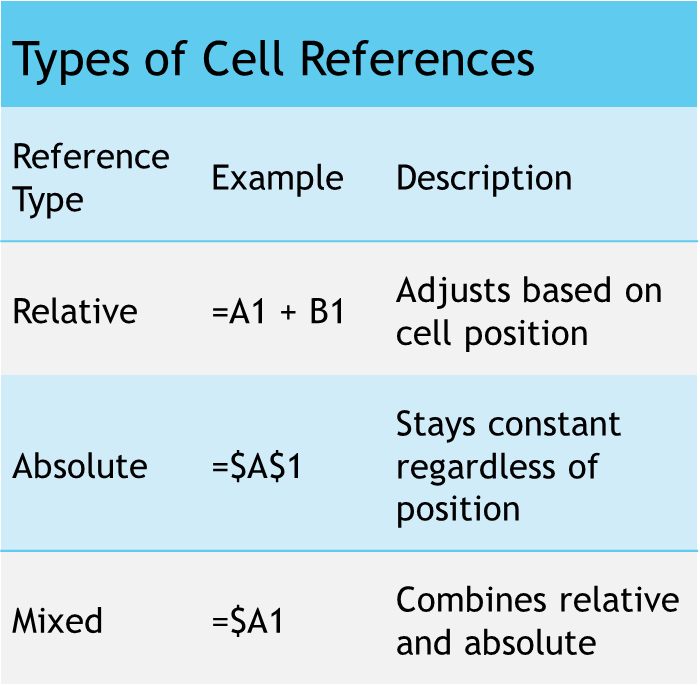 Types of Cell References
Reference
Type
Example
Description
Relative
=A1 + B1
Adjusts based on
cell position
Absolute
=$A$1
Stays constant
regardless of
position
Mixed
=$A1
Combines relative
and absolute